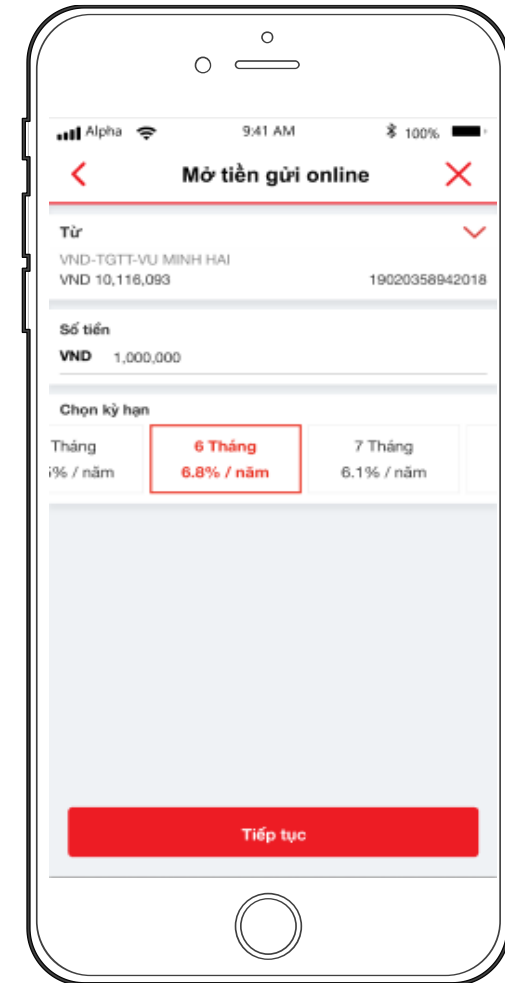 Alpha 9:41 AM 100%
Mở tiền gửi online
Từ
VND-TGTT-VU MINH HAI
VND 10,116,093 19020358942018
Số tiền
VND 1,000,000
Chọn kỳ hạn
Tháng 6 Tháng 7 Tháng
% / năm 6.8% / năm 6.1% / năm
Tiếp tục